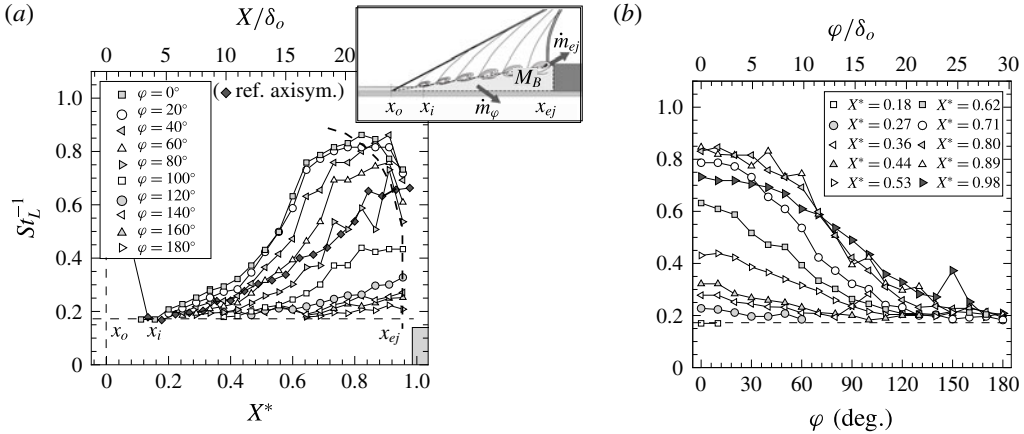 (a)
X/δo
0 5 10 15 20
St_L^{-1}
1.0
0.8
0.6
0.4
0.2
0
φ = 0°
φ = 20°
φ = 40°
φ = 60°
φ = 80°
φ = 100°
φ = 120°
φ = 140°
φ = 160°
φ = 180°
( ref. axisym.)
ṁej
MB
xo xi ṁφ xej
xo xi xej
0 0.2 0.4 0.6 0.8 1.0
X*
(b)
φ/δo
0 5 10 15 20 25 30
X* = 0.18 X* = 0.62
X* = 0.27 X* = 0.71
X* = 0.36 X* = 0.80
X* = 0.44 X* = 0.89
X* = 0.53 X* = 0.98
1.0
0.8
0.6
0.4
0.2
0
0 30 60 90 120 150 180
φ (deg.)